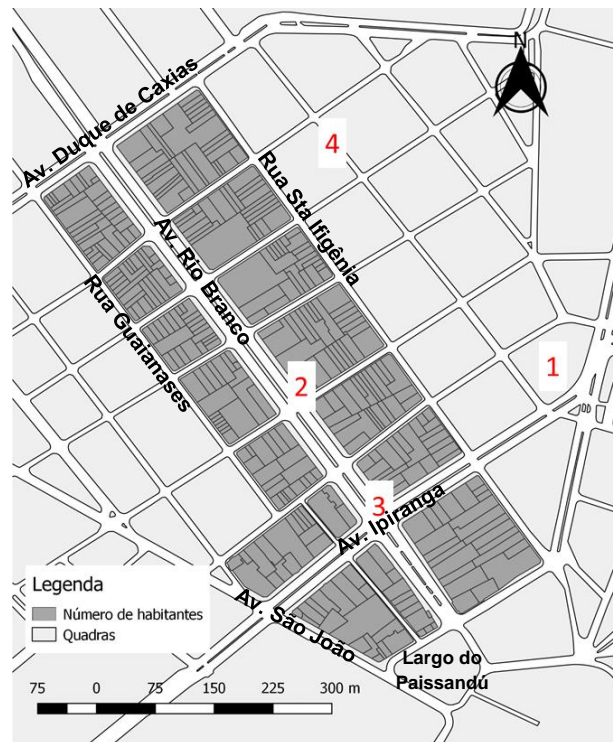 N
Av. Duque de Caxias
4
Rua Sta Ifigênia
Av. Rio Branco
Rua Guaianases
1
2
3
Av. Ipiranga
Legenda
Número de habitantes
Quadras
Av. São João
Largo do
Paissandú
75 0 75 150 225 300 m